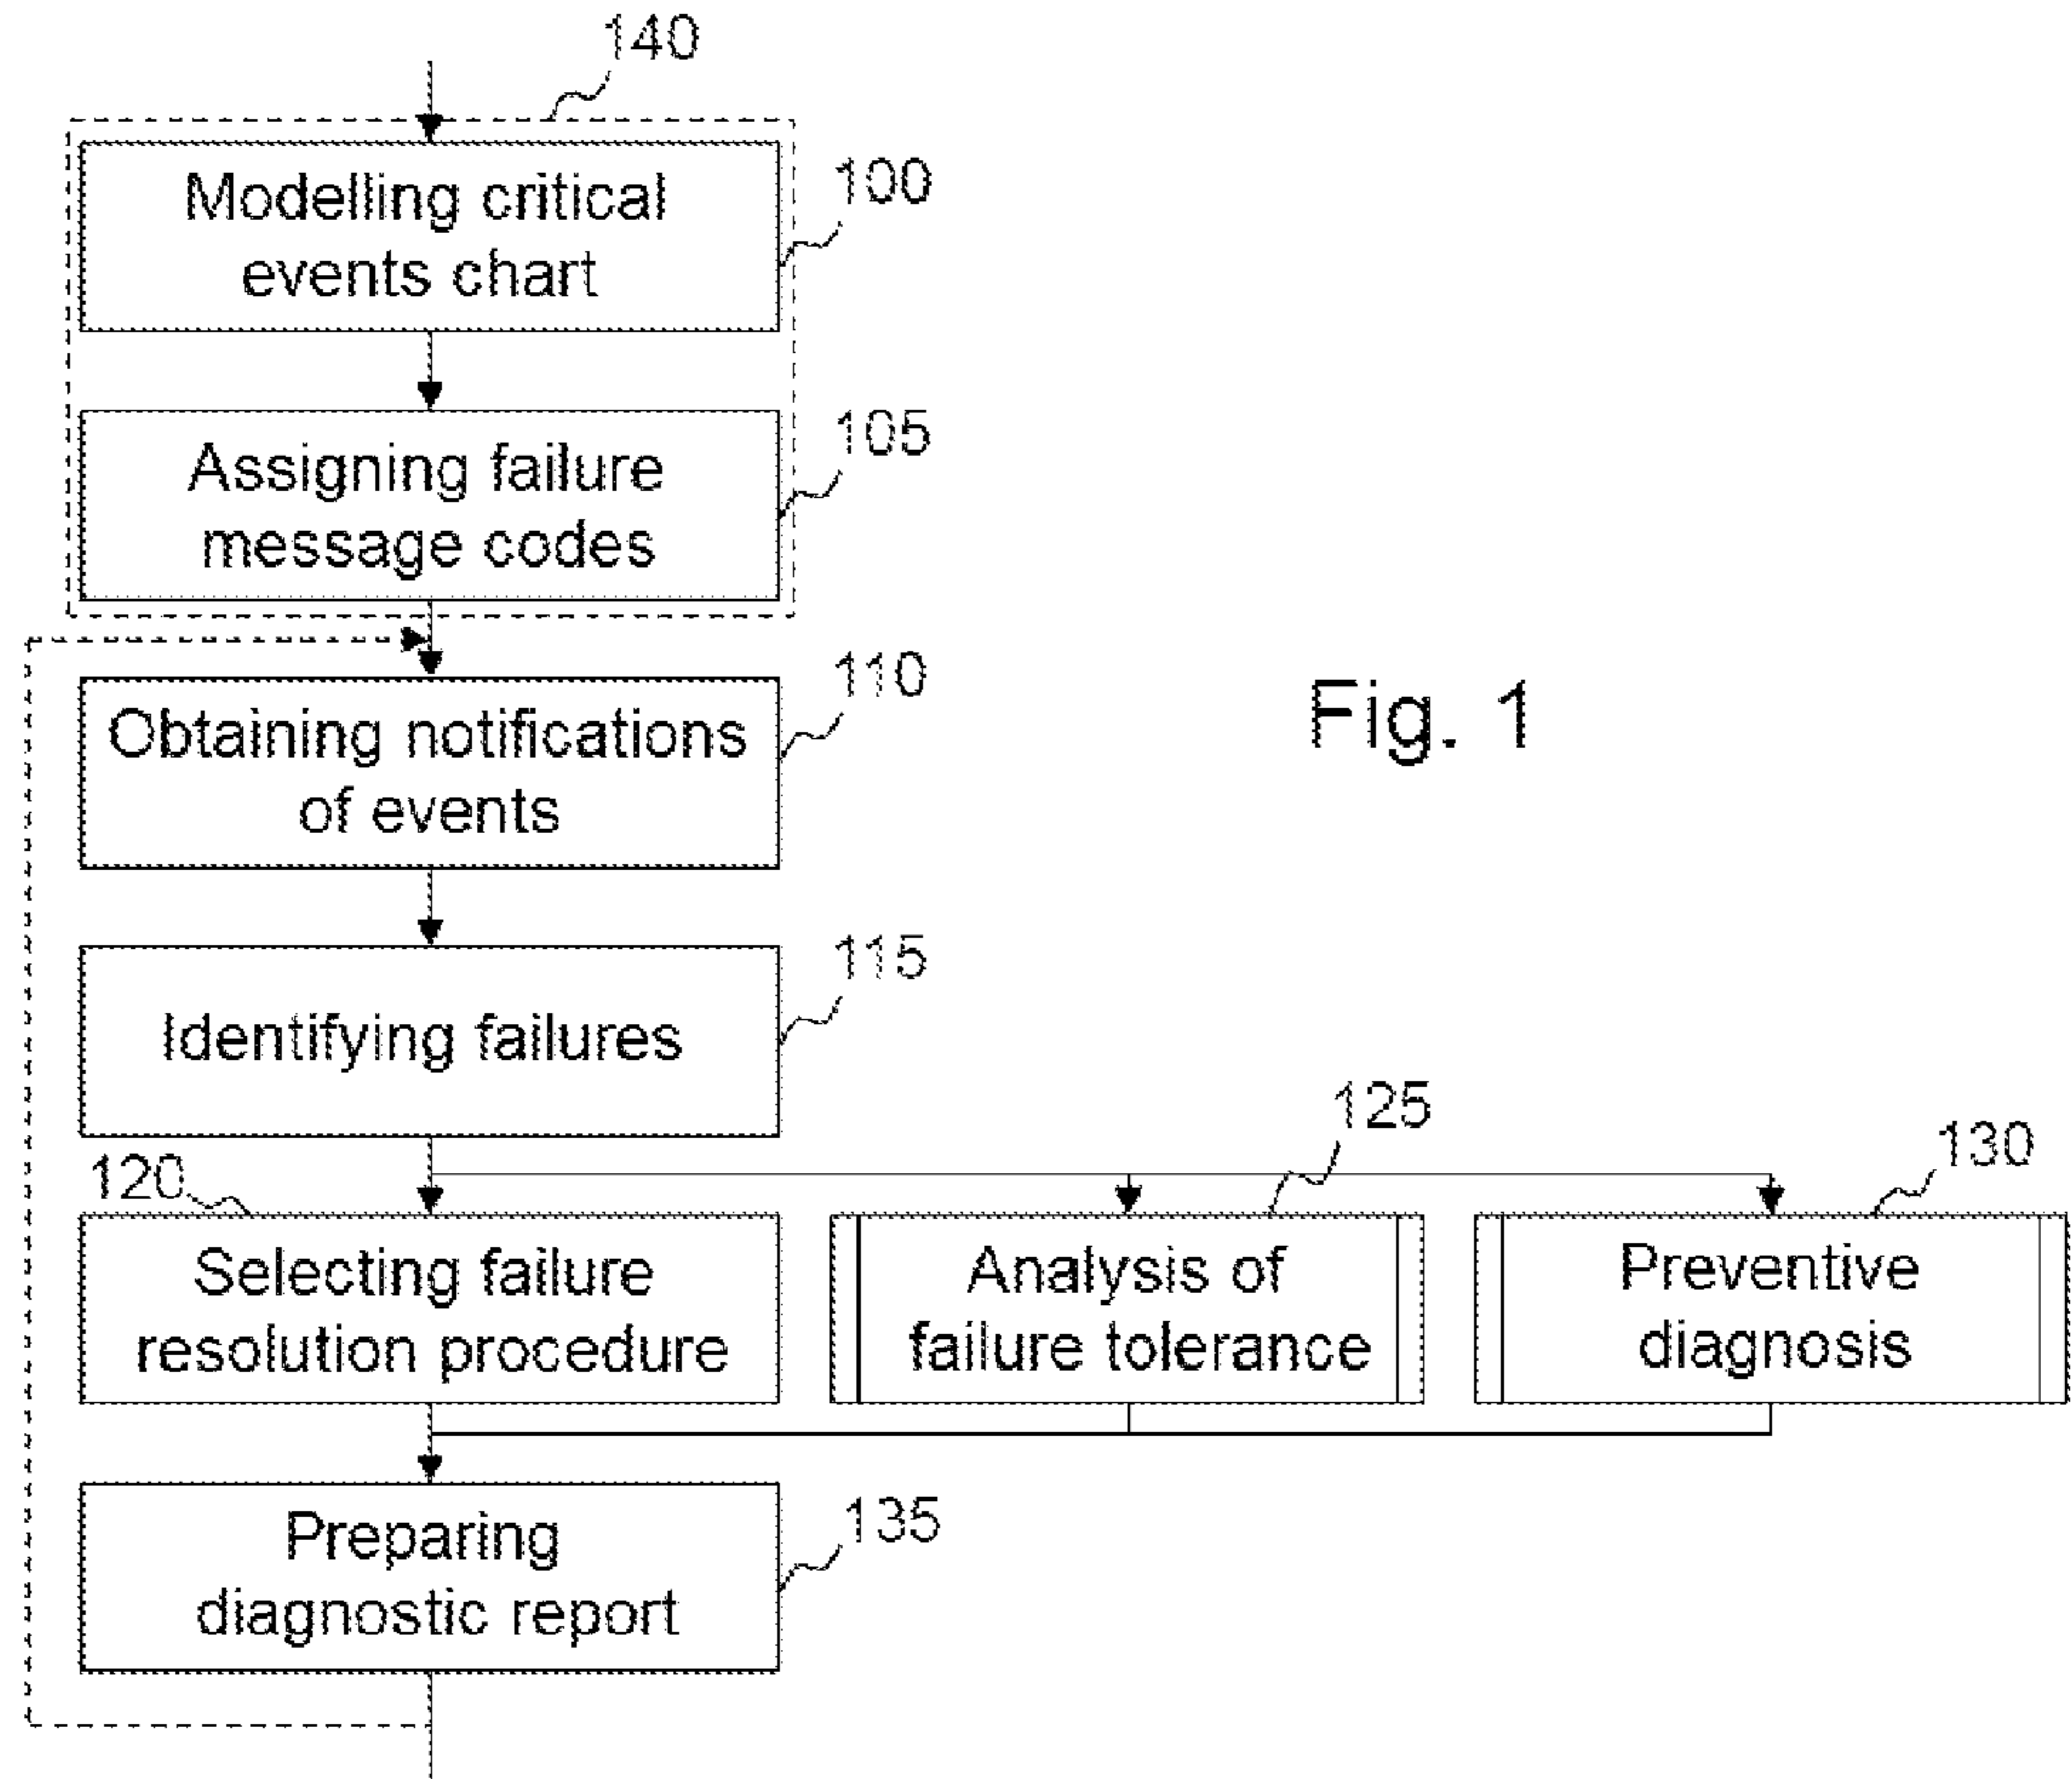 140
Modelling critical
events chart
100
Assigning failure
message codes
105
Obtaining notifications
of events
110
Fig. 1
Identifying failures
115
120
Selecting failure
resolution procedure
125
Analysis of
failure tolerance
130
Preventive
diagnosis
Preparing
diagnostic report
135